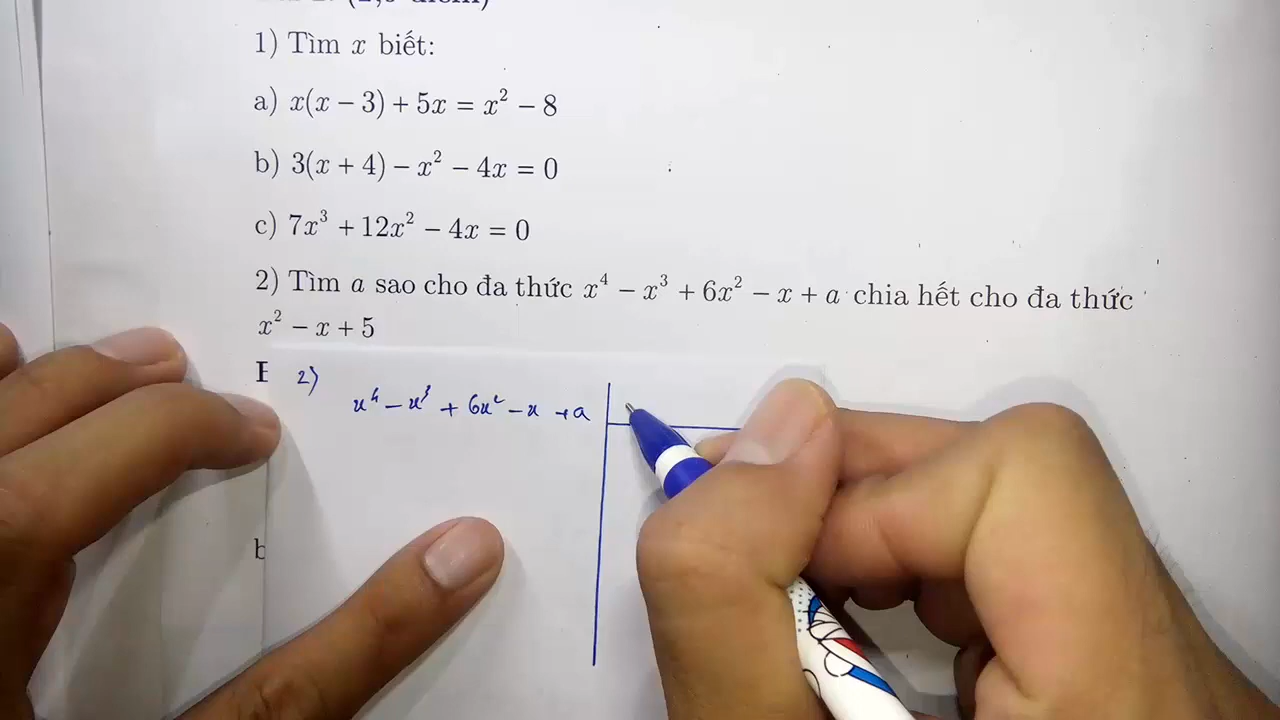 1) Tìm x biết:
a) x(x − 3) + 5x = x² − 8
b) 3(x + 4) − x² − 4x = 0
c) 7x³ + 12x² − 4x = 0
2) Tìm a sao cho đa thức x⁴ − x³ + 6x² − x + a chia hết cho đa thức
x² − x + 5
2)
x⁴ − x³ + 6x² − x + a
b